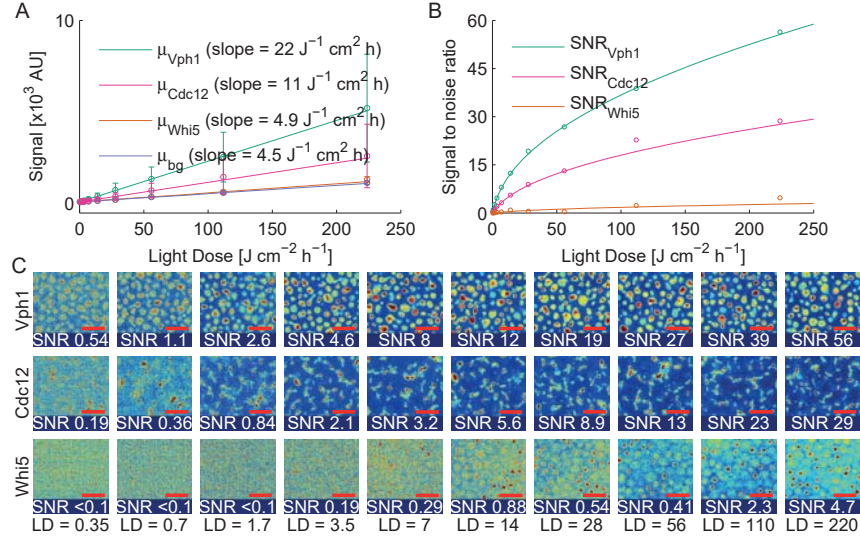 A
10
5
0
0 50 100 150 200 250
Signal [x10³ AU]
Light Dose [J cm⁻² h⁻¹]
μVph1 (slope = 22 J⁻¹ cm² h)
μCdc12 (slope = 11 J⁻¹ cm² h)
μWhi5 (slope = 4.9 J⁻¹ cm² h)
μbg (slope = 4.5 J⁻¹ cm² h)
B
60
45
30
15
0
0 50 100 150 200 250
Signal to noise ratio
Light Dose [J cm⁻² h⁻¹]
SNRVph1
SNRCdc12
SNRWhi5
C
Vph1
SNR 0.54 SNR 1.1 SNR 2.6 SNR 4.6 SNR 8 SNR 12 SNR 19 SNR 27 SNR 39 SNR 56
Cdc12
SNR 0.19 SNR 0.36 SNR 0.84 SNR 2.1 SNR 3.2 SNR 5.6 SNR 8.9 SNR 13 SNR 23 SNR 29
Whi5
SNR <0.1 SNR <0.1 SNR <0.1 SNR 0.19 SNR 0.29 SNR 0.88 SNR 0.54 SNR 0.41 SNR 2.3 SNR 4.7
LD = 0.35 LD = 0.7 LD = 1.7 LD = 3.5 LD = 7 LD = 14 LD = 28 LD = 56 LD = 110 LD = 220